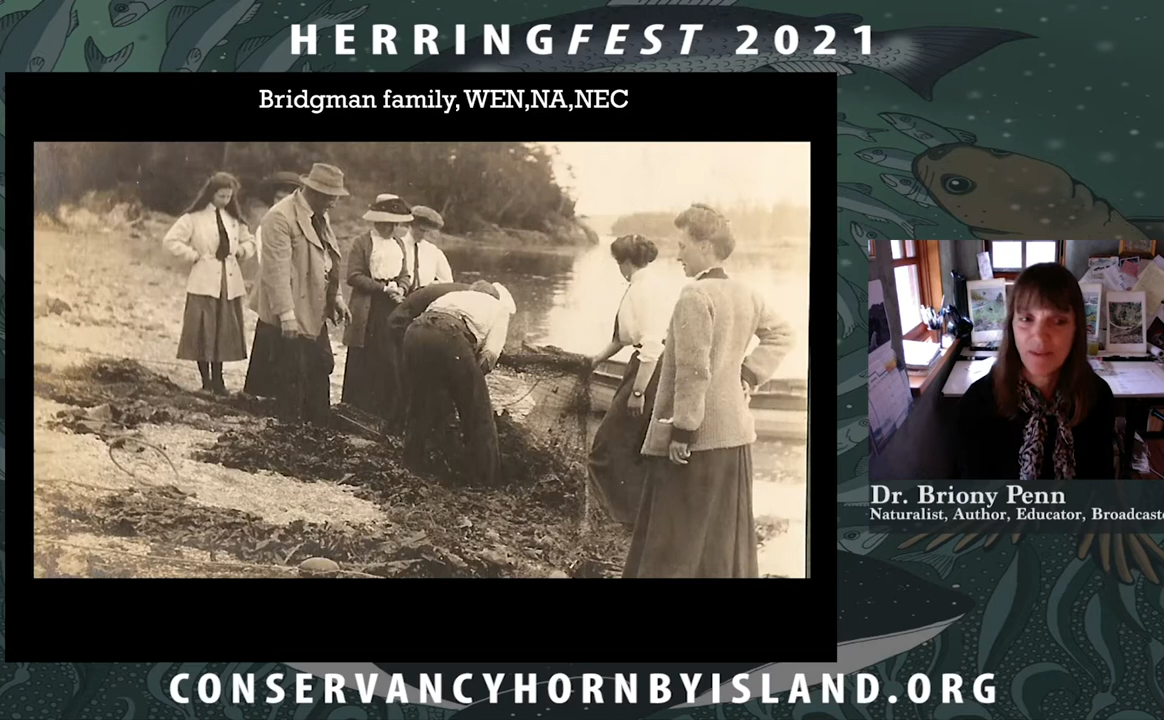 HERRINGFEST 2021
Bridgman family, WEN,NA,NEC
Dr. Briony Penn
Naturalist, Author, Educator, Broadcaste
CONSERVANCYHORNBYISLAND.ORG